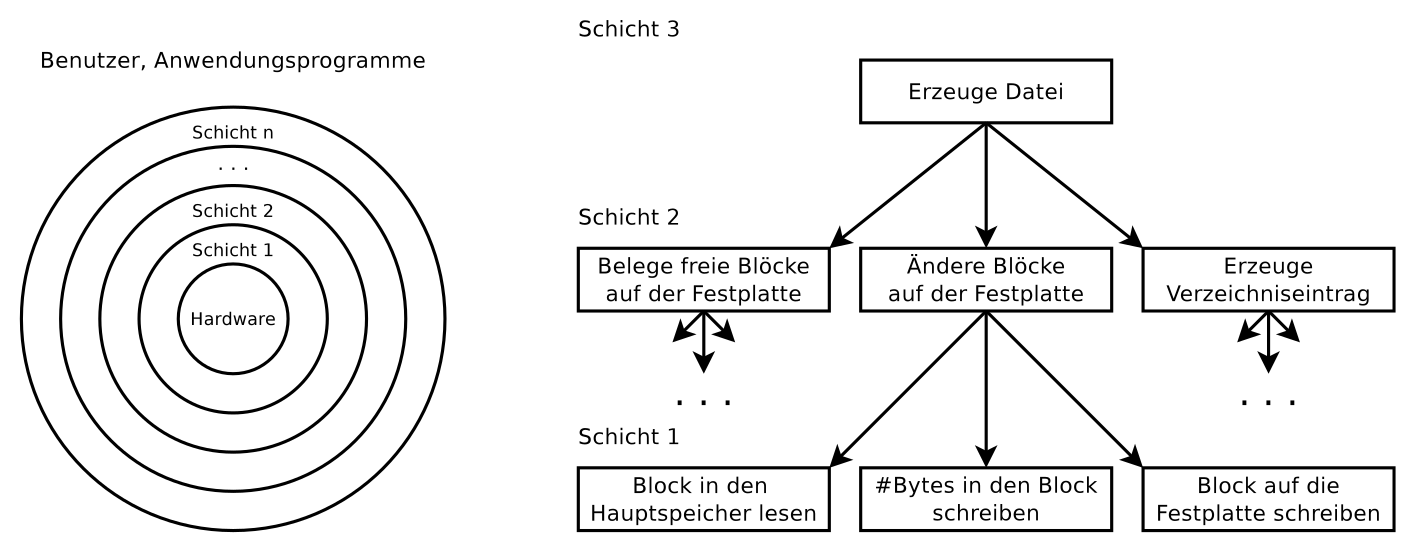 Benutzer, Anwendungsprogramme
Schicht n
. . .
Schicht 2
Schicht 1
Hardware
Schicht 3
Erzeuge Datei
Schicht 2
Belege freie Blöcke
auf der Festplatte
Ändere Blöcke
auf der Festplatte
Erzeuge
Verzeichniseintrag
. . .
. . .
Schicht 1
Block in den
Hauptspeicher lesen
#Bytes in den Block
schreiben
Block auf die
Festplatte schreiben